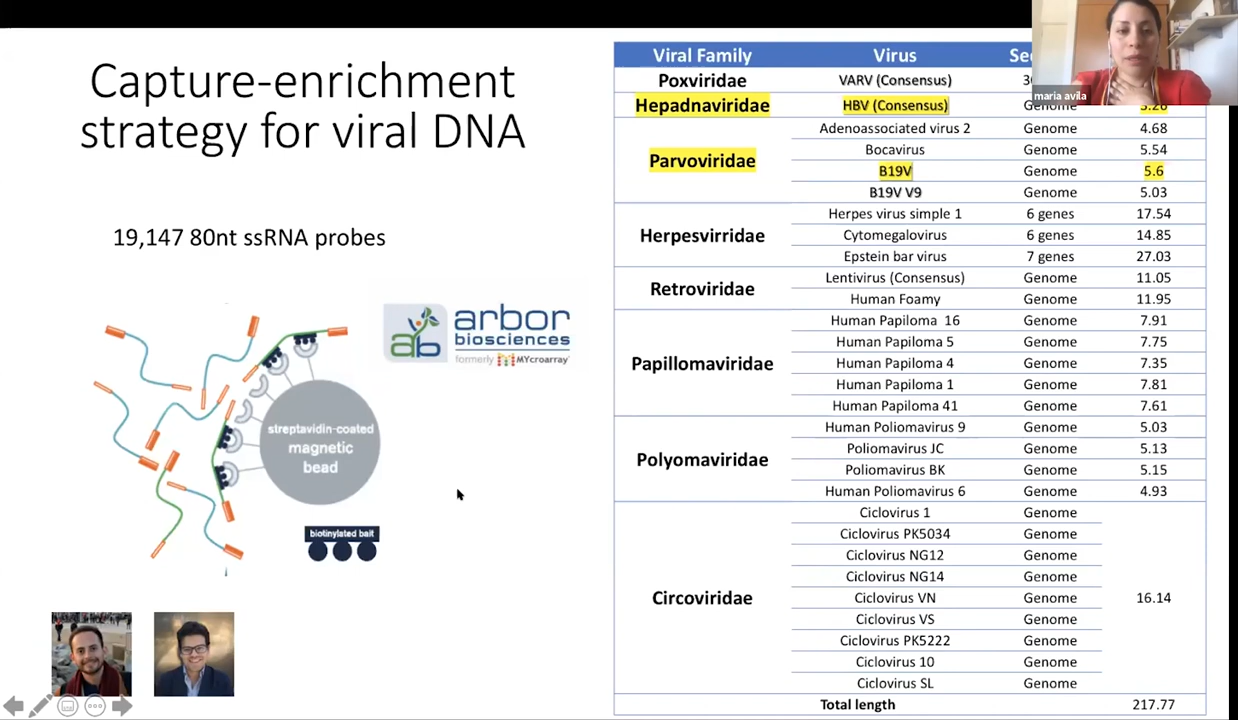 Capture-enrichment
strategy for viral DNA
19,147 80nt ssRNA probes
arbor
biosciences
formerly MYcroarray
ab
streptavidin-coated
magnetic
bead
biotinylated bait
maria avila
Viral Family Virus
Poxviridae VARV (Consensus)
Hepadnaviridae HBV (Consensus) Genome 3.26
Parvoviridae
Adenoassociated virus 2 Genome 4.68
Bocavirus Genome 5.54
B19V Genome 5.6
B19V V9 Genome 5.03
Herpesvirridae
Herpes virus simple 1 6 genes 17.54
Cytomegalovirus 6 genes 14.85
Epstein bar virus 7 genes 27.03
Retroviridae
Lentivirus (Consensus) Genome 11.05
Human Foamy Genome 11.95
Papillomaviridae
Human Papiloma 16 Genome 7.91
Human Papiloma 5 Genome 7.75
Human Papiloma 4 Genome 7.35
Human Papiloma 1 Genome 7.81
Human Papiloma 41 Genome 7.61
Polyomaviridae
Human Poliomavirus 9 Genome 5.03
Poliomavirus JC Genome 5.13
Poliomavirus BK Genome 5.15
Human Poliomavirus 6 Genome 4.93
Circoviridae
Ciclovirus 1 Genome
Ciclovirus PK5034 Genome
Ciclovirus NG12 Genome
Ciclovirus NG14 Genome
Ciclovirus VN Genome 16.14
Ciclovirus VS Genome
Ciclovirus PK5222 Genome
Ciclovirus 10 Genome
Ciclovirus SL Genome
Total length 217.77